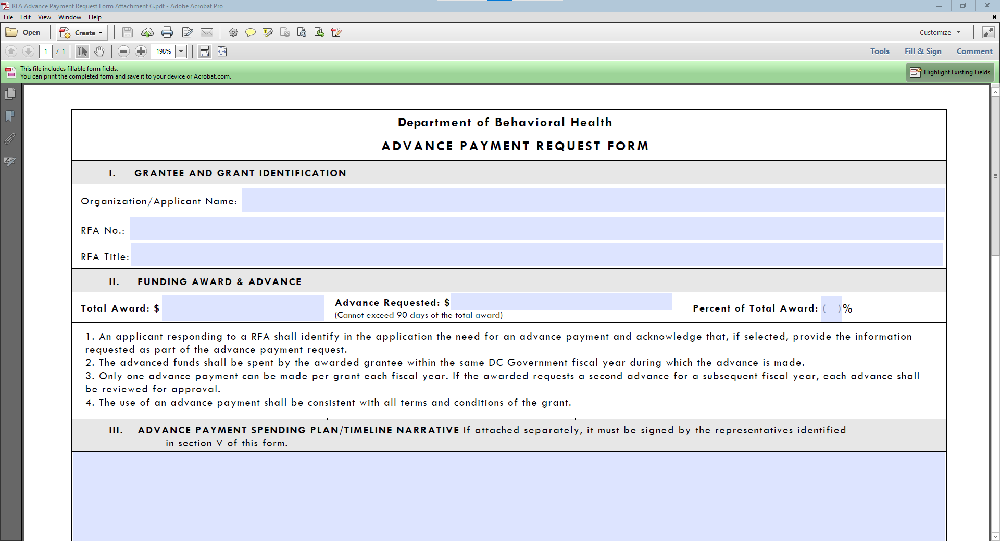 RFA Advance Payment Request Form Attachment G.pdf - Adobe Acrobat Pro
File Edit View Window Help
Open Create Customize
1 / 1 198% Tools Fill & Sign Comment
This file includes fillable form fields.
You can print the completed form and save it to your device or Acrobat.com.
Highlight Existing Fields
Department of Behavioral Health
ADVANCE PAYMENT REQUEST FORM
I. GRANTEE AND GRANT IDENTIFICATION
Organization/Applicant Name:
RFA No.:
RFA Title:
II. FUNDING AWARD & ADVANCE
Total Award: $
Advance Requested: $
(Cannot exceed 90 days of the total award)
Percent of Total Award: ( )%
1. An applicant responding to a RFA shall identify in the application the need for an advance payment and acknowledge that, if selected, provide the information
requested as part of the advance payment request.
2. The advanced funds shall be spent by the awarded grantee within the same DC Government fiscal year during which the advance is made.
3. Only one advance payment can be made per grant each fiscal year. If the awarded requests a second advance for a subsequent fiscal year, each advance shall
be reviewed for approval.
4. The use of an advance payment shall be consistent with all terms and conditions of the grant.
III. ADVANCE PAYMENT SPENDING PLAN/TIMELINE NARRATIVE If attached separately, it must be signed by the representatives identified
in section V of this form.